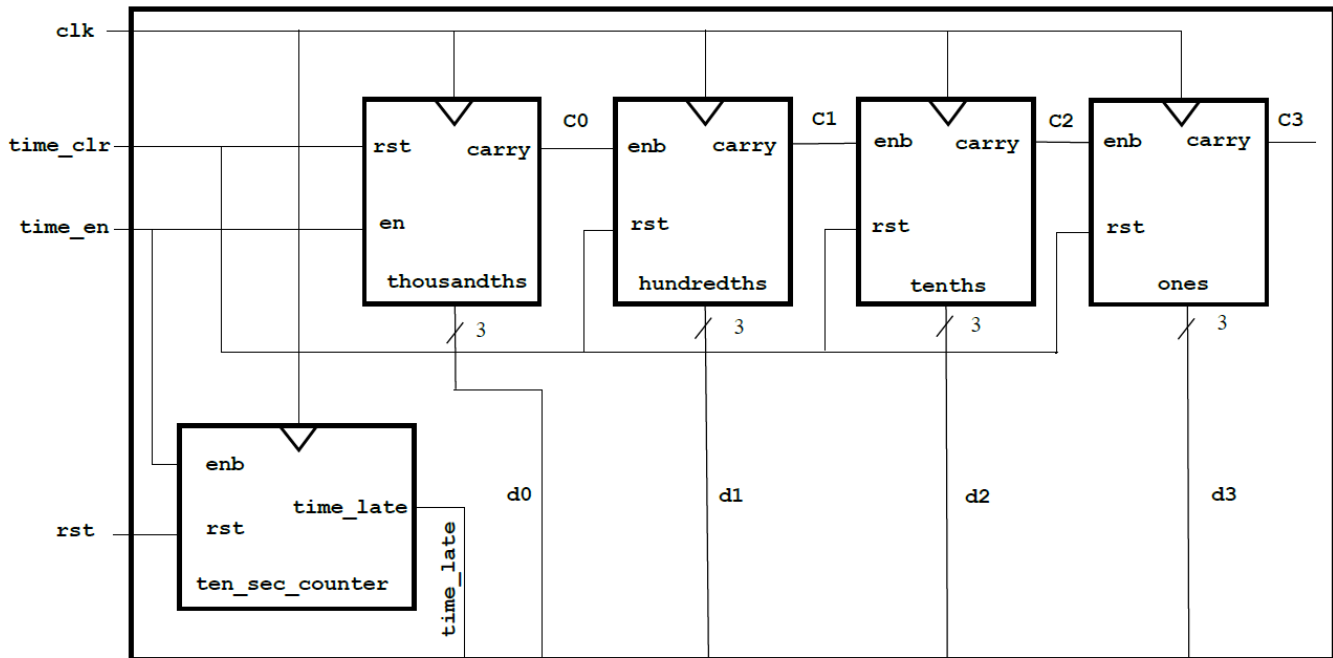 clk
C0
C1
C2
C3
time_clr
rst
carry
enb
carry
enb
carry
enb
carry
time_en
en
rst
rst
rst
thousandths
hundredths
tenths
ones
3
3
3
3
enb
time_late
d0
d1
d2
d3
rst
rst
time_late
ten_sec_counter